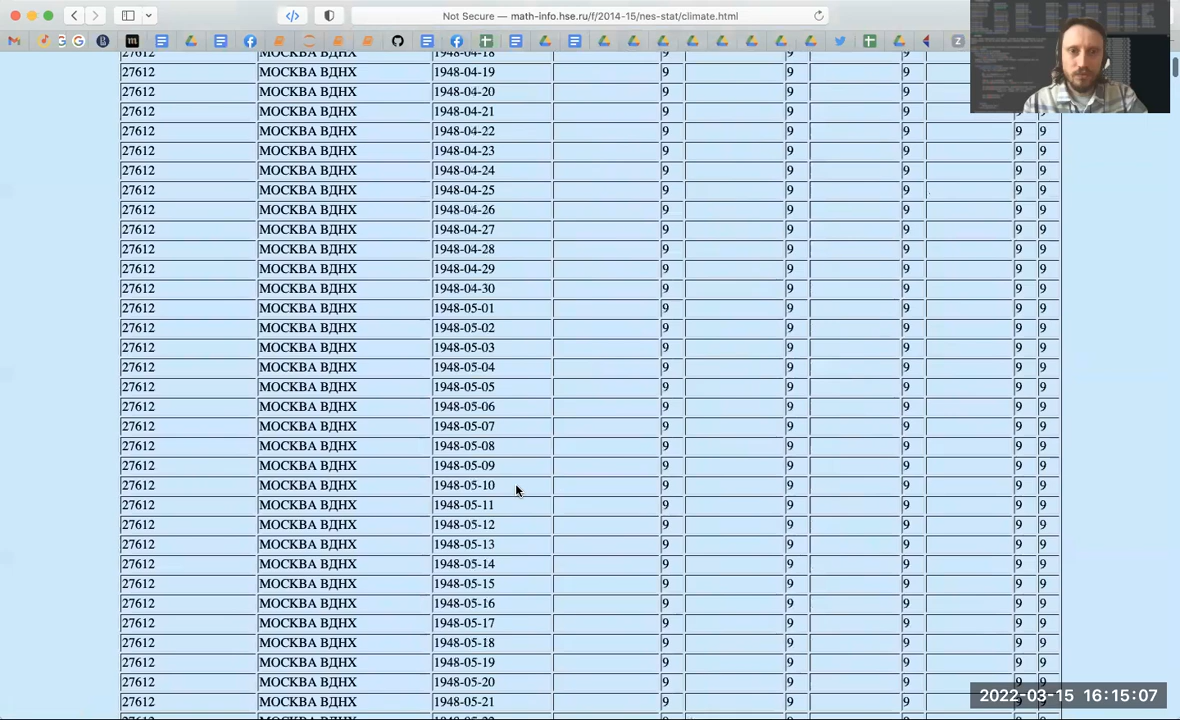 Not Secure — math-info.hse.ru/f/2014-15/nes-stat/climate.html
27612 МОСКВА ВДНХ 1948-04-18 9 9 9
27612 МОСКВА ВДНХ 1948-04-19 9 9 9
27612 МОСКВА ВДНХ 1948-04-20 9 9 9
27612 МОСКВА ВДНХ 1948-04-21 9 9 9 9 9
27612 МОСКВА ВДНХ 1948-04-22 9 9 9 9 9
27612 МОСКВА ВДНХ 1948-04-23 9 9 9 9 9
27612 МОСКВА ВДНХ 1948-04-24 9 9 9 9 9
27612 МОСКВА ВДНХ 1948-04-25 9 9 9 9 9
27612 МОСКВА ВДНХ 1948-04-26 9 9 9 9 9
27612 МОСКВА ВДНХ 1948-04-27 9 9 9 9 9
27612 МОСКВА ВДНХ 1948-04-28 9 9 9 9 9
27612 МОСКВА ВДНХ 1948-04-29 9 9 9 9 9
27612 МОСКВА ВДНХ 1948-04-30 9 9 9 9 9
27612 МОСКВА ВДНХ 1948-05-01 9 9 9 9 9
27612 МОСКВА ВДНХ 1948-05-02 9 9 9 9 9
27612 МОСКВА ВДНХ 1948-05-03 9 9 9 9 9
27612 МОСКВА ВДНХ 1948-05-04 9 9 9 9 9
27612 МОСКВА ВДНХ 1948-05-05 9 9 9 9 9
27612 МОСКВА ВДНХ 1948-05-06 9 9 9 9 9
27612 МОСКВА ВДНХ 1948-05-07 9 9 9 9 9
27612 МОСКВА ВДНХ 1948-05-08 9 9 9 9 9
27612 МОСКВА ВДНХ 1948-05-09 9 9 9 9 9
27612 МОСКВА ВДНХ 1948-05-10 9 9 9 9 9
27612 МОСКВА ВДНХ 1948-05-11 9 9 9 9 9
27612 МОСКВА ВДНХ 1948-05-12 9 9 9 9 9
27612 МОСКВА ВДНХ 1948-05-13 9 9 9 9 9
27612 МОСКВА ВДНХ 1948-05-14 9 9 9 9 9
27612 МОСКВА ВДНХ 1948-05-15 9 9 9 9 9
27612 МОСКВА ВДНХ 1948-05-16 9 9 9 9 9
27612 МОСКВА ВДНХ 1948-05-17 9 9 9 9 9
27612 МОСКВА ВДНХ 1948-05-18 9 9 9 9 9
27612 МОСКВА ВДНХ 1948-05-19 9 9 9 9 9
27612 МОСКВА ВДНХ 1948-05-20 9 9 9
27612 МОСКВА ВДНХ 1948-05-21 9 9 9
2022-03-15 16:15:07